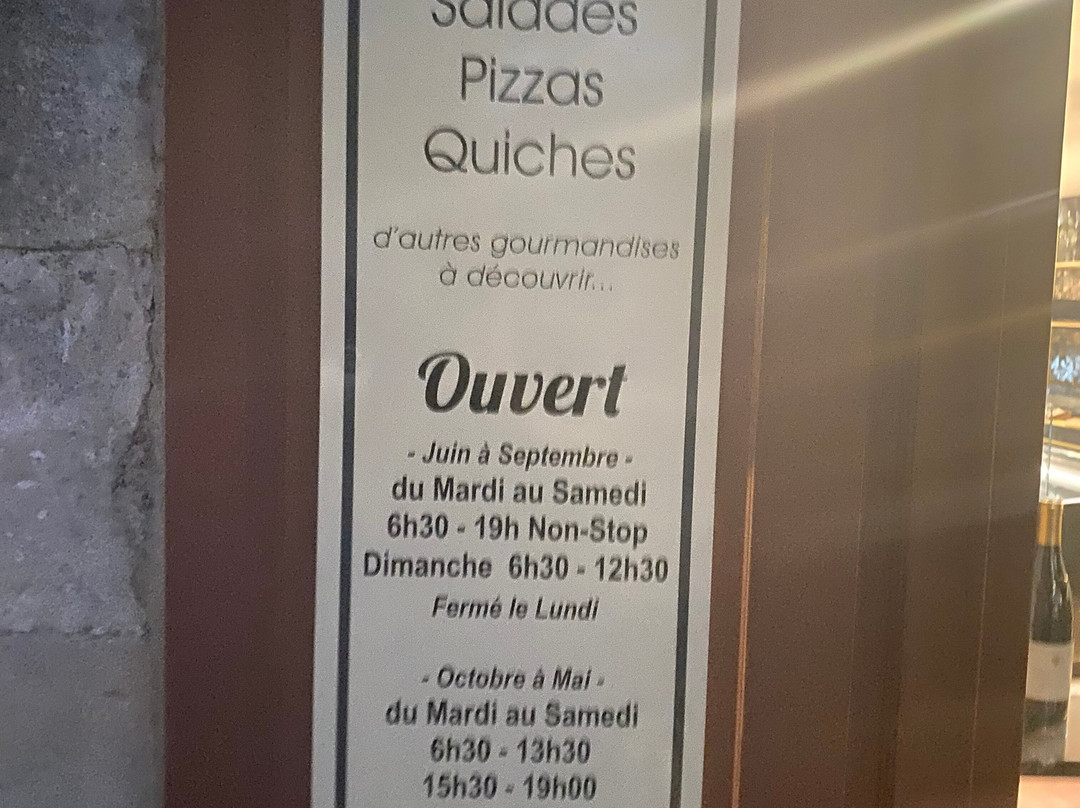 Salades
Pizzas
Quiches
d'autres gourmandises
à découvrir...
Ouvert
- Juin à Septembre -
du Mardi au Samedi
6h30 - 19h Non-Stop
Dimanche 6h30 - 12h30
Fermé le Lundi
- Octobre à Mai -
du Mardi au Samedi
6h30 - 13h30
15h30 - 19h00